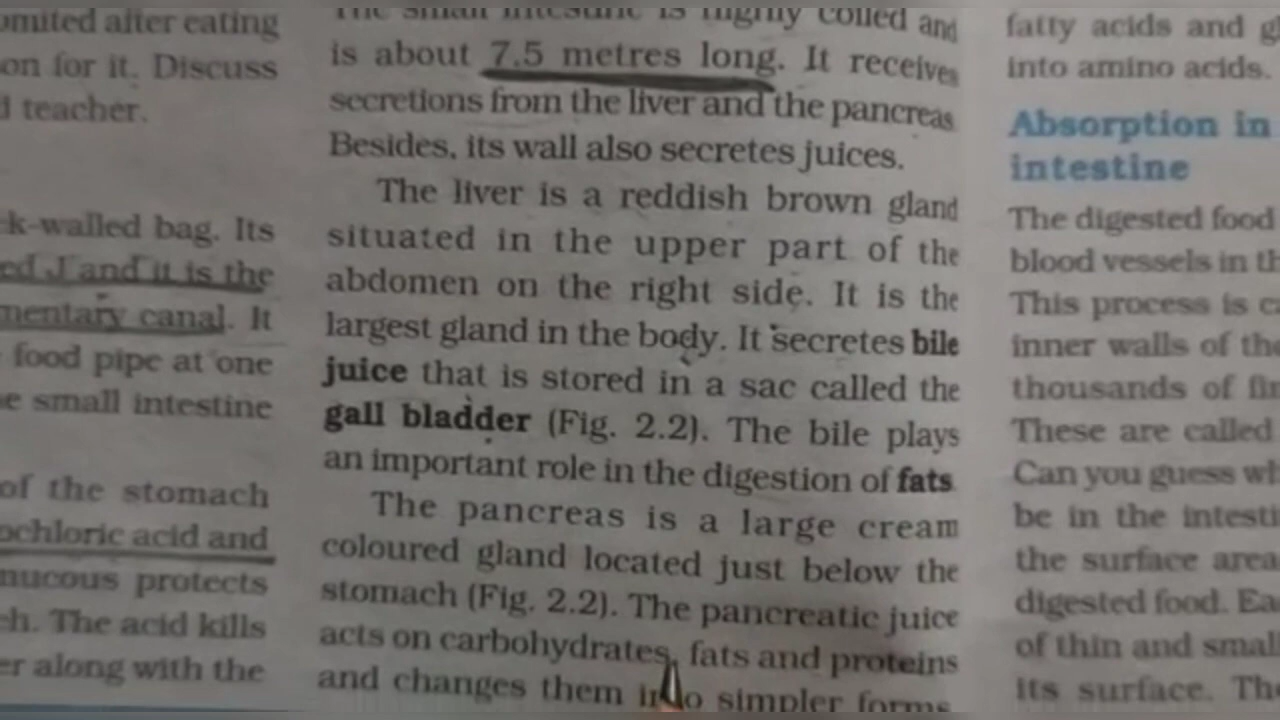 omited after eating
on for it. Discuss
teacher.
k-walled bag. Its
ed J and it is the
mentary canal. It
food pipe at one
e small intestine
of the stomach
ochloric acid and
mucous protects
ch. The acid kills
er along with the
The small intestine is highly coiled and
is about 7.5 metres long. It receives
secretions from the liver and the pancreas
Besides, its wall also secretes juices.
The liver is a reddish brown gland
situated in the upper part of the
abdomen on the right side. It is the
largest gland in the body. It secretes bile
juice that is stored in a sac called the
gall bladder (Fig. 2.2). The bile plays
an important role in the digestion of fats
The pancreas is a large cream
coloured gland located just below the
stomach (Fig. 2.2). The pancreatic juice
acts on carbohydrates, fats and proteins
and changes them into simpler forms
fatty acids and g
into amino acids.
Absorption in
intestine
The digested food
blood vessels in th
This process is c
inner walls of the
thousands of fin
These are called
Can you guess wh
be in the intesti
the surface area
digested food. Ea
of thin and small
its surface. The